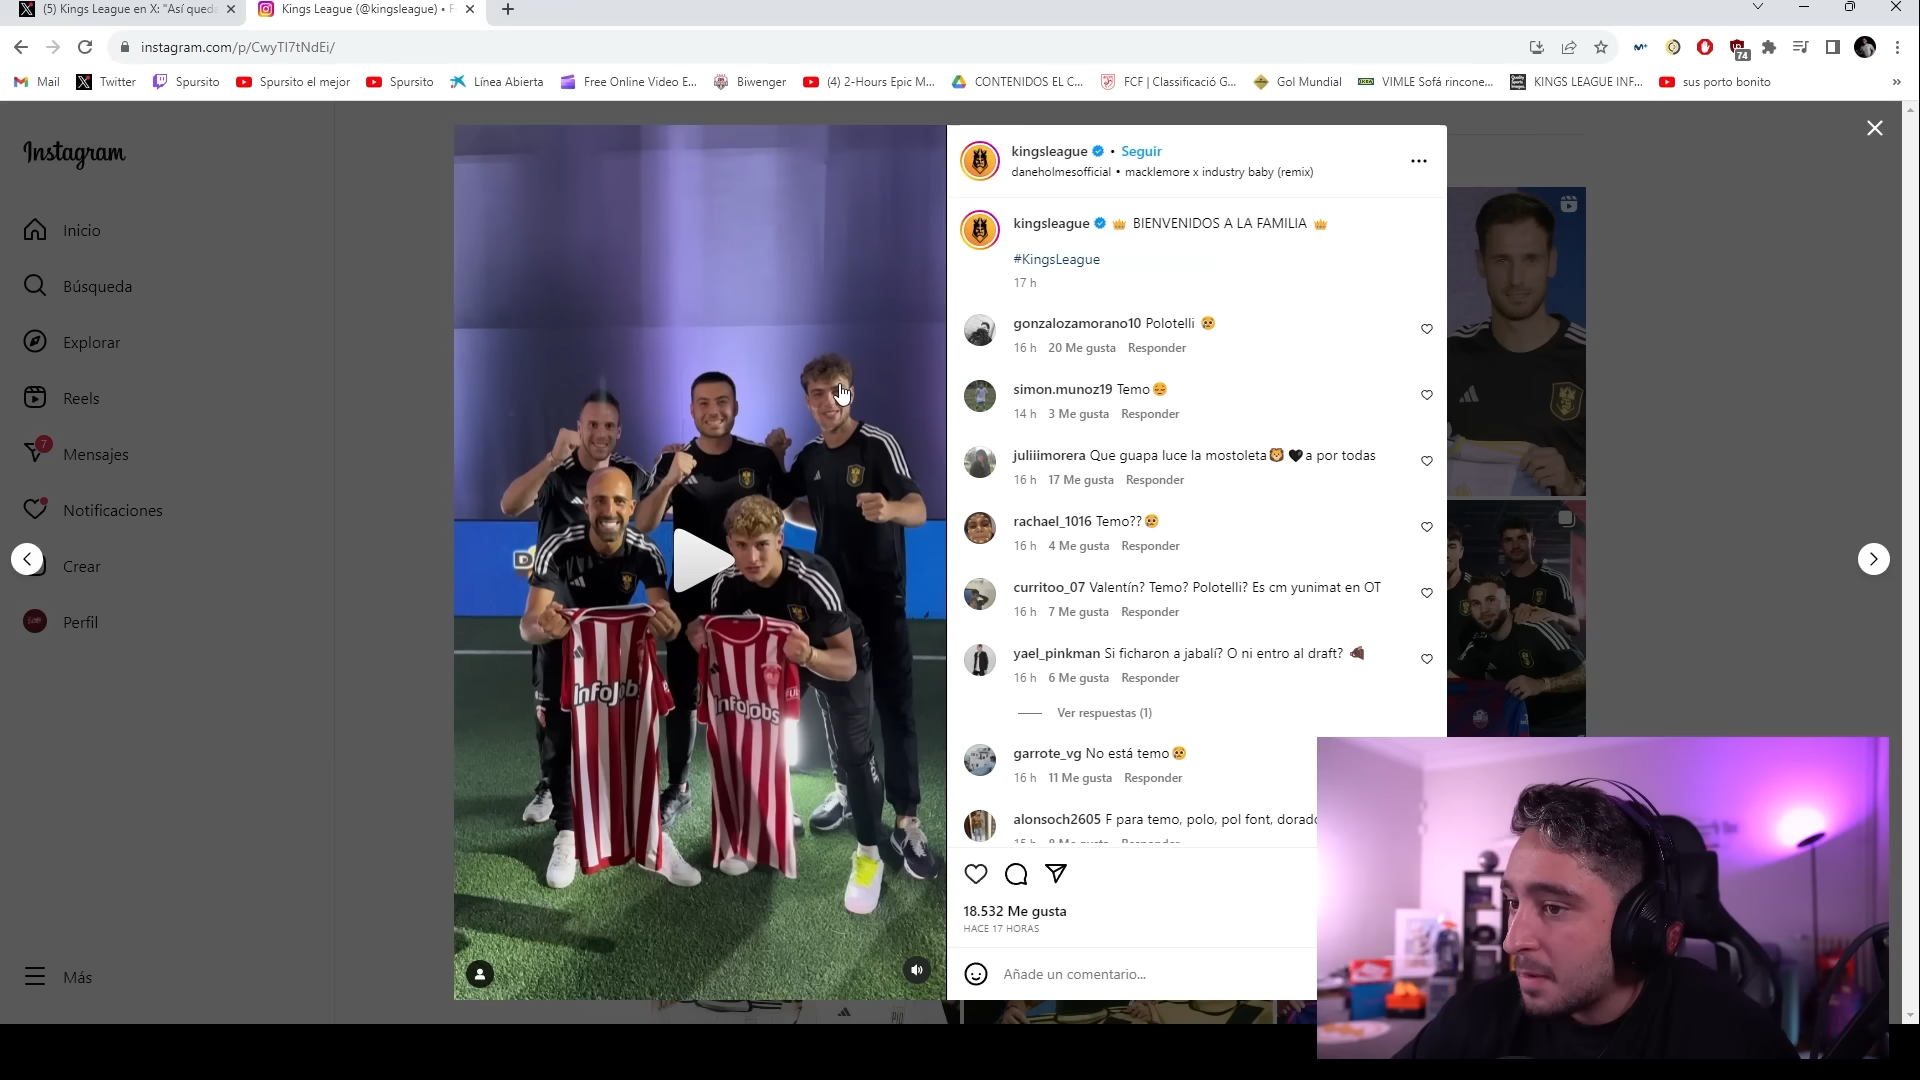 (5) Kings League en X: "Así queda
Kings League (@kingsleague) •
instagram.com/p/CwyTI7tNdEi/
74
Mail
Twitter
Spursito
Spursito el mejor
Spursito
Línea Abierta
Free Online Video E...
Biwenger
(4) 2-Hours Epic M...
CONTENIDOS EL C...
FCF | Classificació G...
Gol Mundial
VIMLE Sofá rincone...
KINGS LEAGUE INF...
sus porto bonito
Instagram
Inicio
Búsqueda
Explorar
Reels
7
Mensajes
Notificaciones
Crear
Perfil
Más
InfoJobs
InfoJobs
kingsleague • Seguir
daneholmesofficial • macklemore x industry baby (remix)
kingsleague 👑 BIENVENIDOS A LA FAMILIA 👑
#KingsLeague
17 h
gonzalozamorano10 Polotelli 😢
16 h 20 Me gusta Responder
simon.munoz19 Temo😔
14 h 3 Me gusta Responder
juliiimorera Que guapa luce la mostoleta🦁🖤a por todas
16 h 17 Me gusta Responder
rachael_1016 Temo??😢
16 h 4 Me gusta Responder
curritoo_07 Valentín? Temo? Polotelli? Es cm yunimat en OT
16 h 7 Me gusta Responder
yael_pinkman Si ficharon a jabalí? O ni entro al draft? 🐗
16 h 6 Me gusta Responder
Ver respuestas (1)
garrote_vg No está temo😢
16 h 11 Me gusta Responder
alonsoch2605 F para temo, polo, pol font, dorado
18.532 Me gusta
HACE 17 HORAS
Añade un comentario...